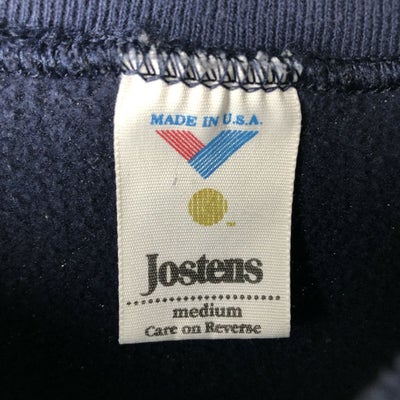 MADE IN U.S.A.
TM
Jostens
medium
Care on Reverse